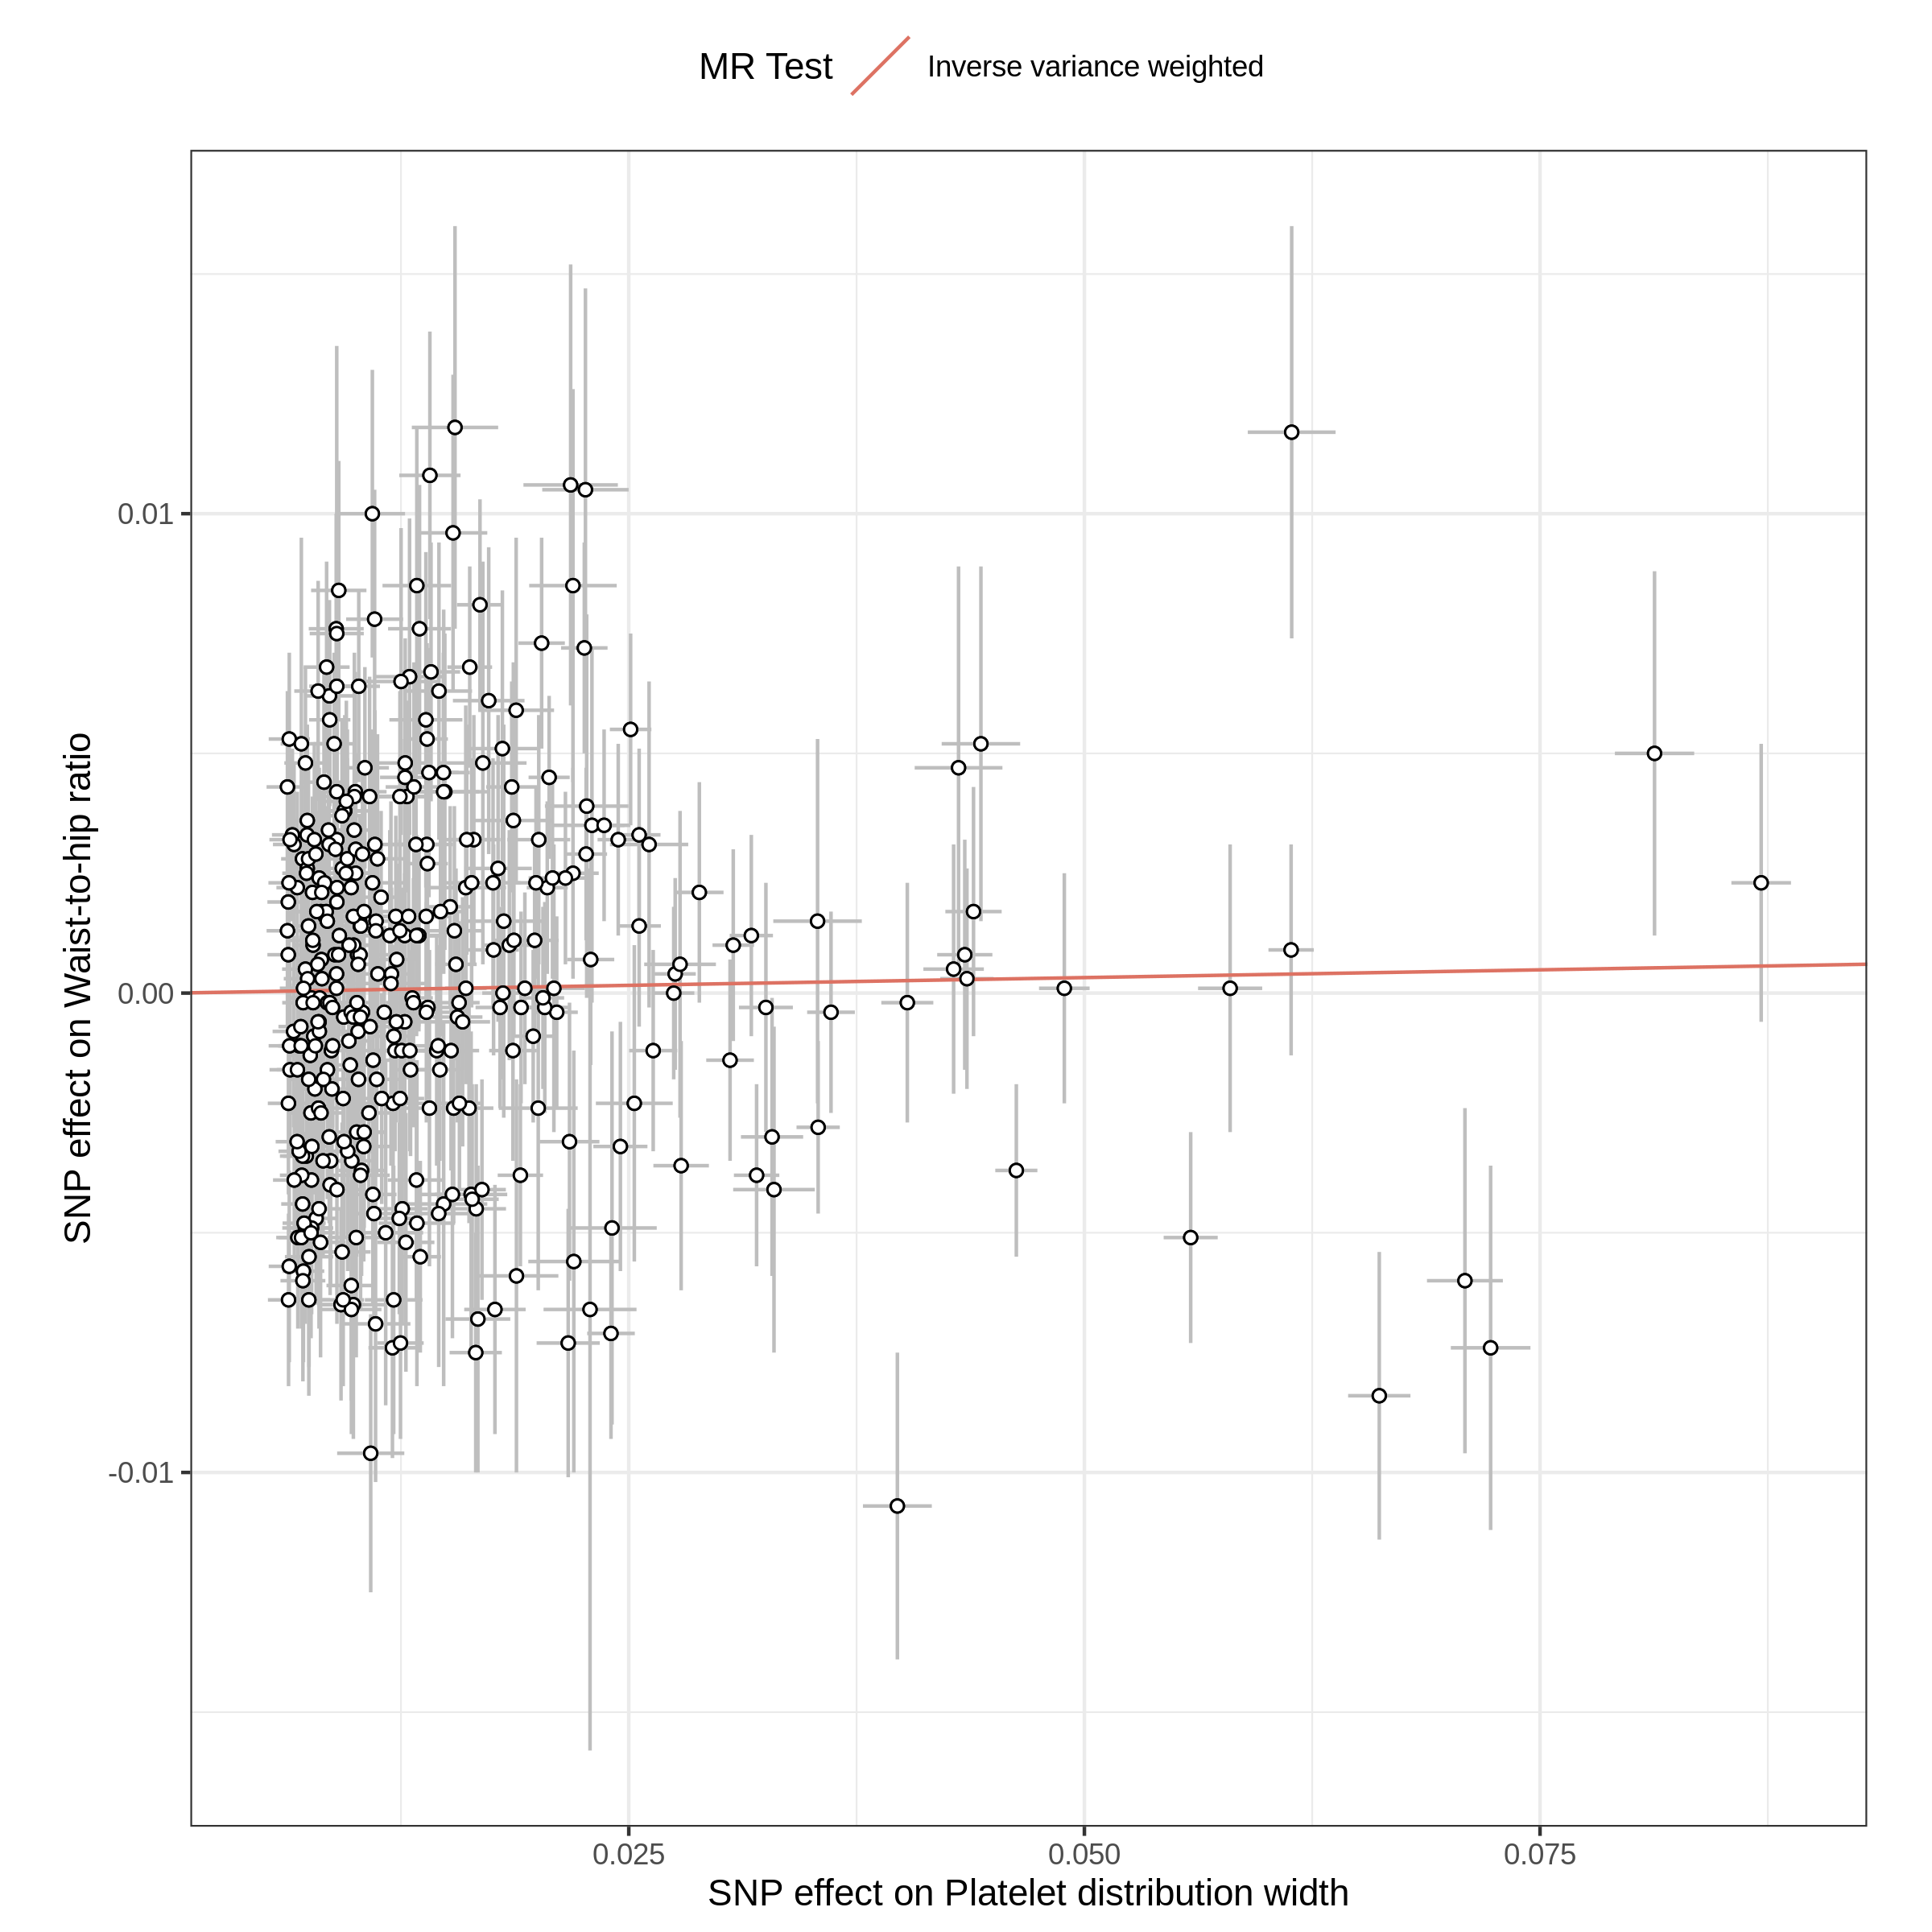 MR Test
Inverse variance weighted
SNP effect on Waist-to-hip ratio
0.01
0.00
-0.01
0.025
0.050
0.075
SNP effect on Platelet distribution width